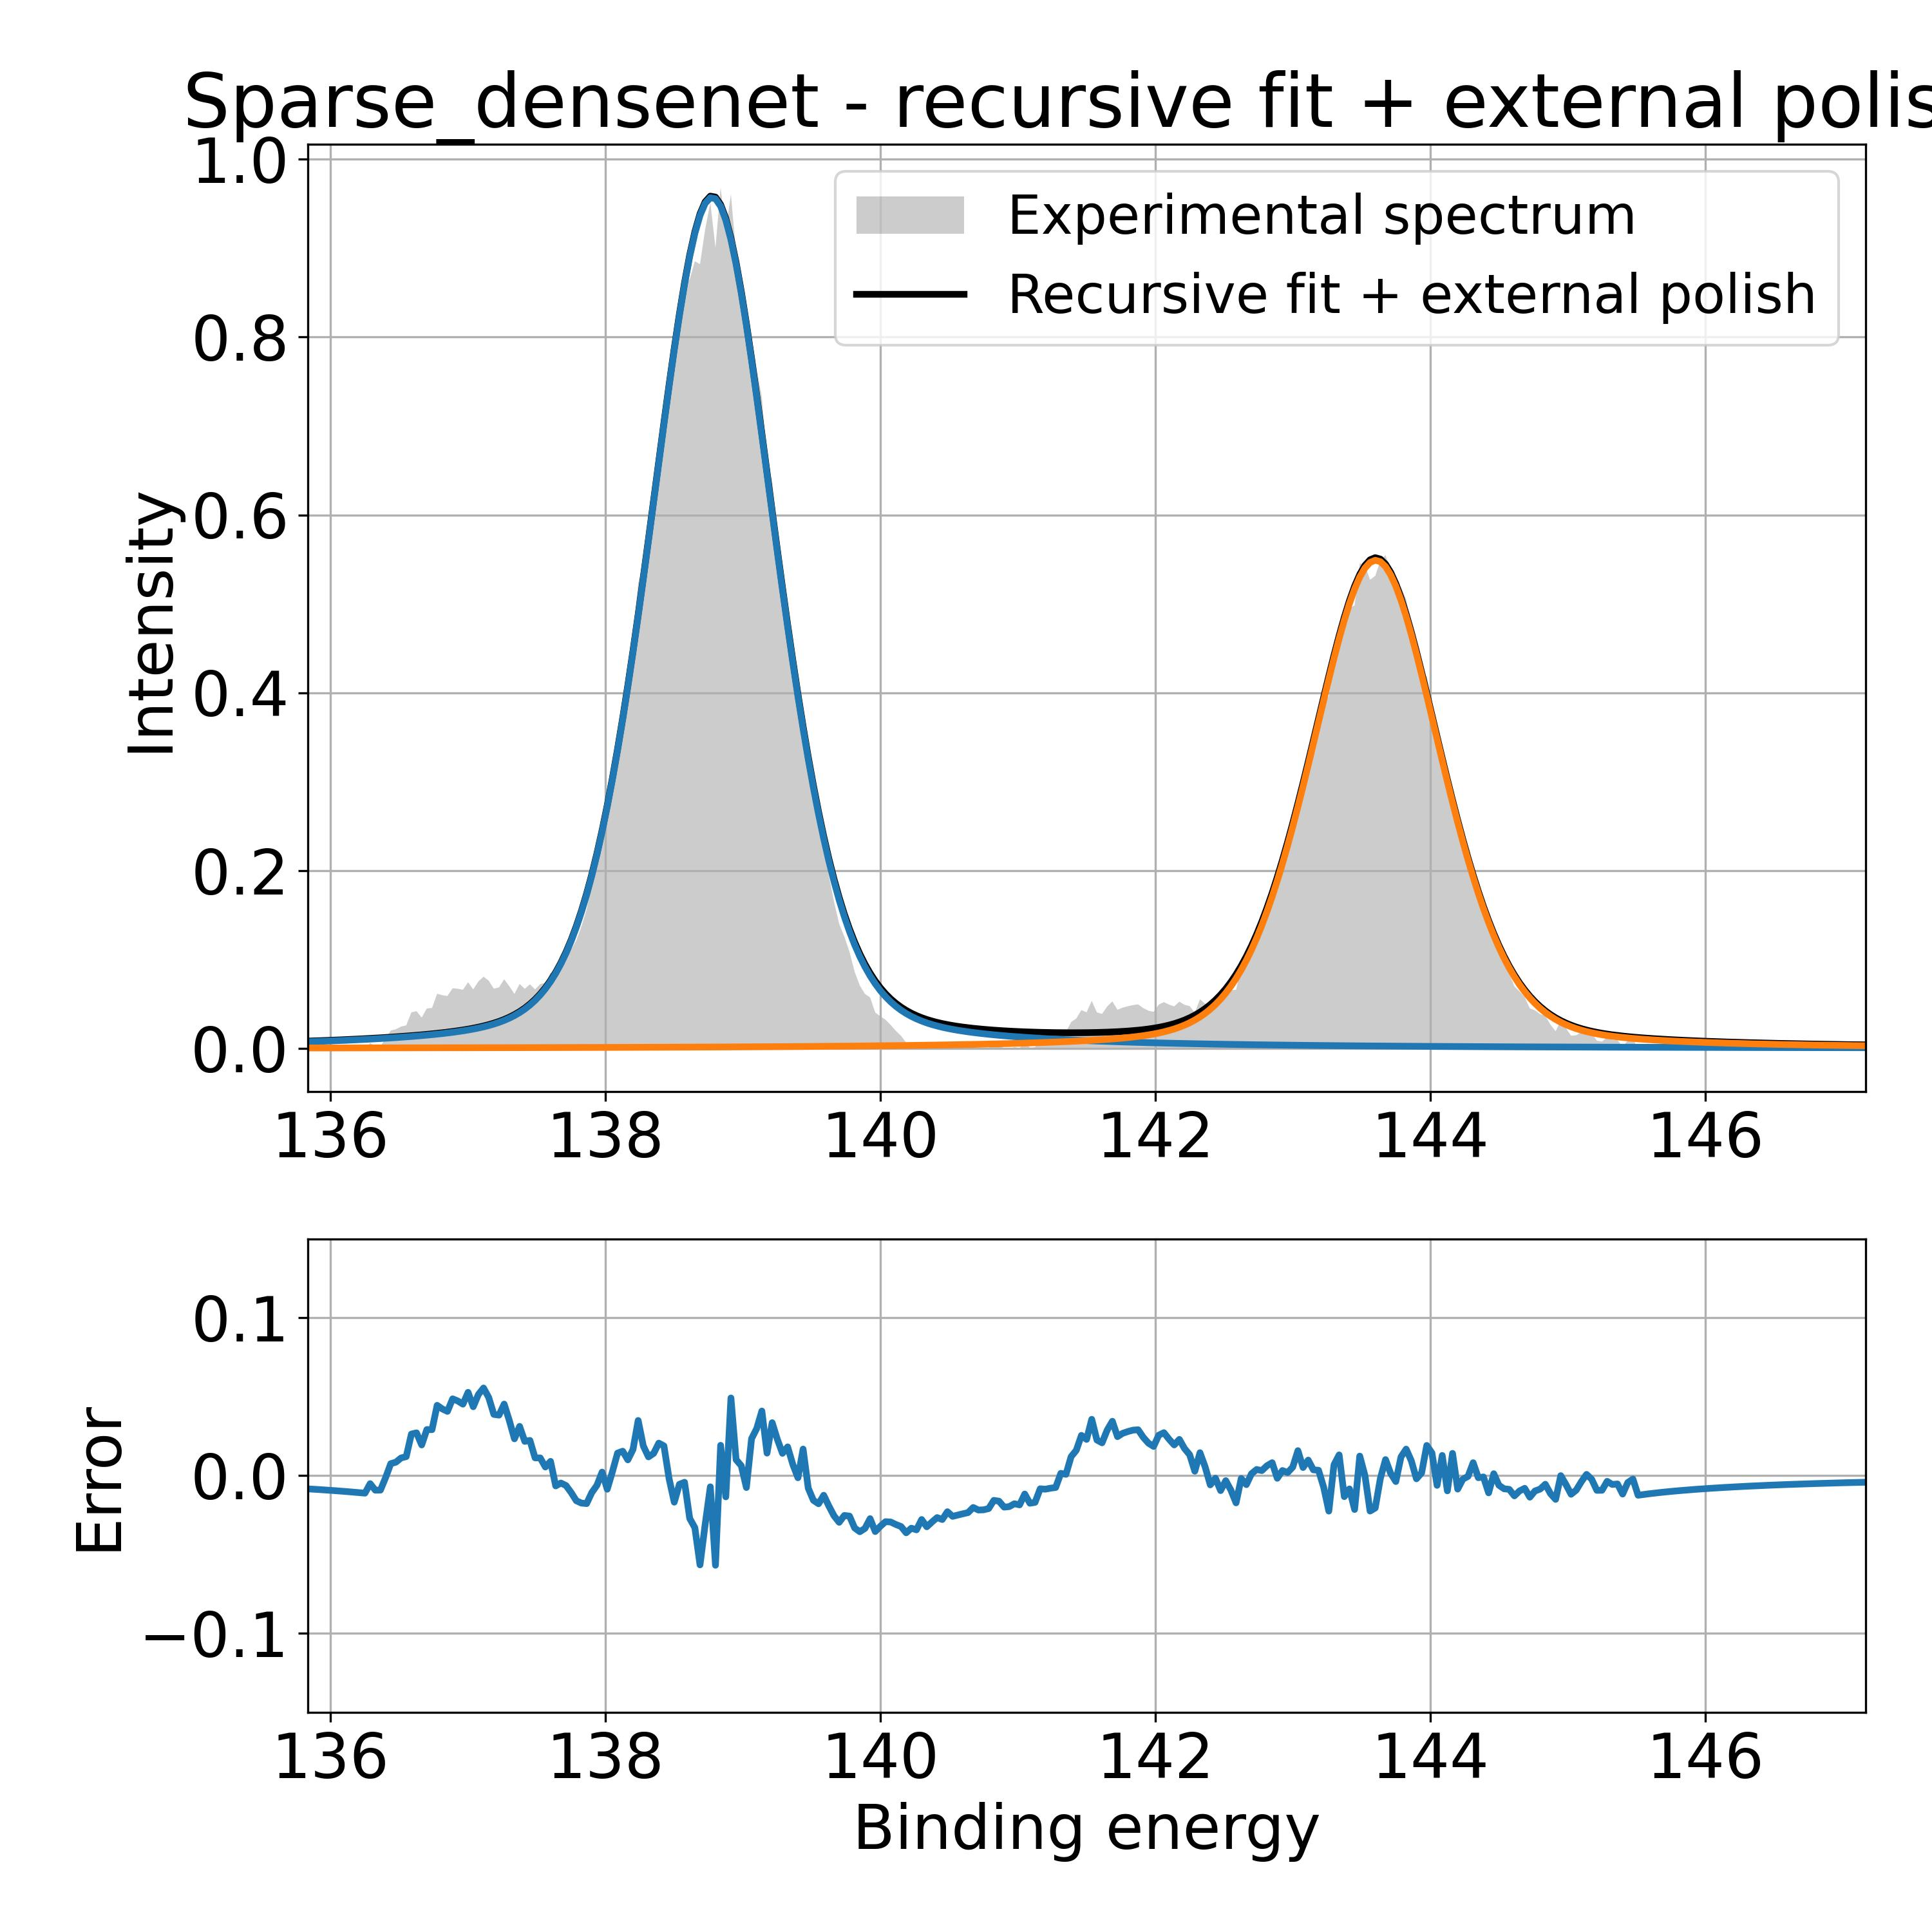 Sparse_densenet - recursive fit + external polis
1.0
0.8
0.6
0.4
0.2
0.0
Intensity
Experimental spectrum
Recursive fit + external polish
136 138 140 142 144 146
0.1
0.0
−0.1
Error
136 138 140 142 144 146
Binding energy